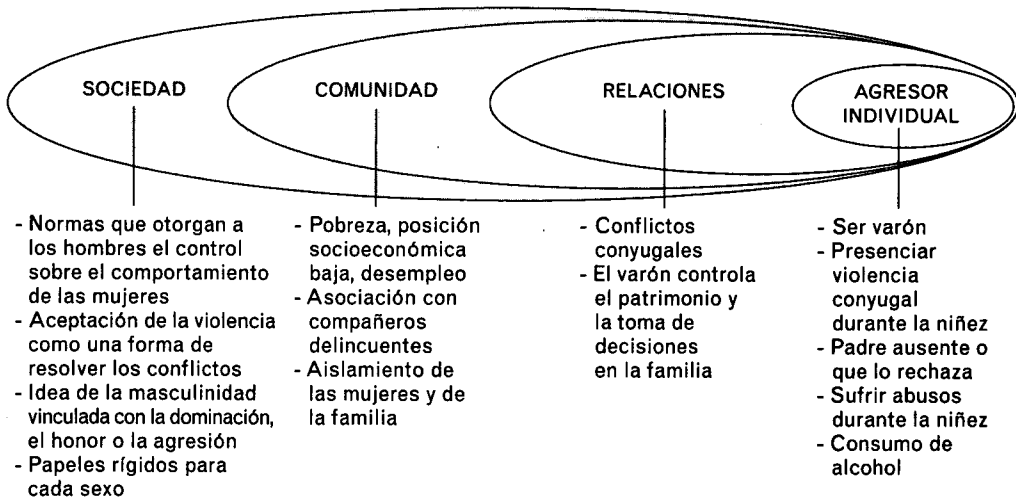 SOCIEDAD
COMUNIDAD
RELACIONES
AGRESOR
INDIVIDUAL
- Normas que otorgan a
los hombres el control
sobre el comportamiento
de las mujeres
- Aceptación de la violencia
como una forma de
resolver los conflictos
- Idea de la masculinidad
vinculada con la dominación,
el honor o la agresión
- Papeles rígidos para
cada sexo
- Pobreza, posición
socioeconómica
baja, desempleo
- Asociación con
compañeros
delincuentes
- Aislamiento de
las mujeres y de
la familia
- Conflictos
conyugales
- El varón controla
el patrimonio y
la toma de
decisiones
en la familia
- Ser varón
- Presenciar
violencia
conyugal
durante la niñez
- Padre ausente o
que lo rechaza
- Sufrir abusos
durante la niñez
- Consumo de
alcohol